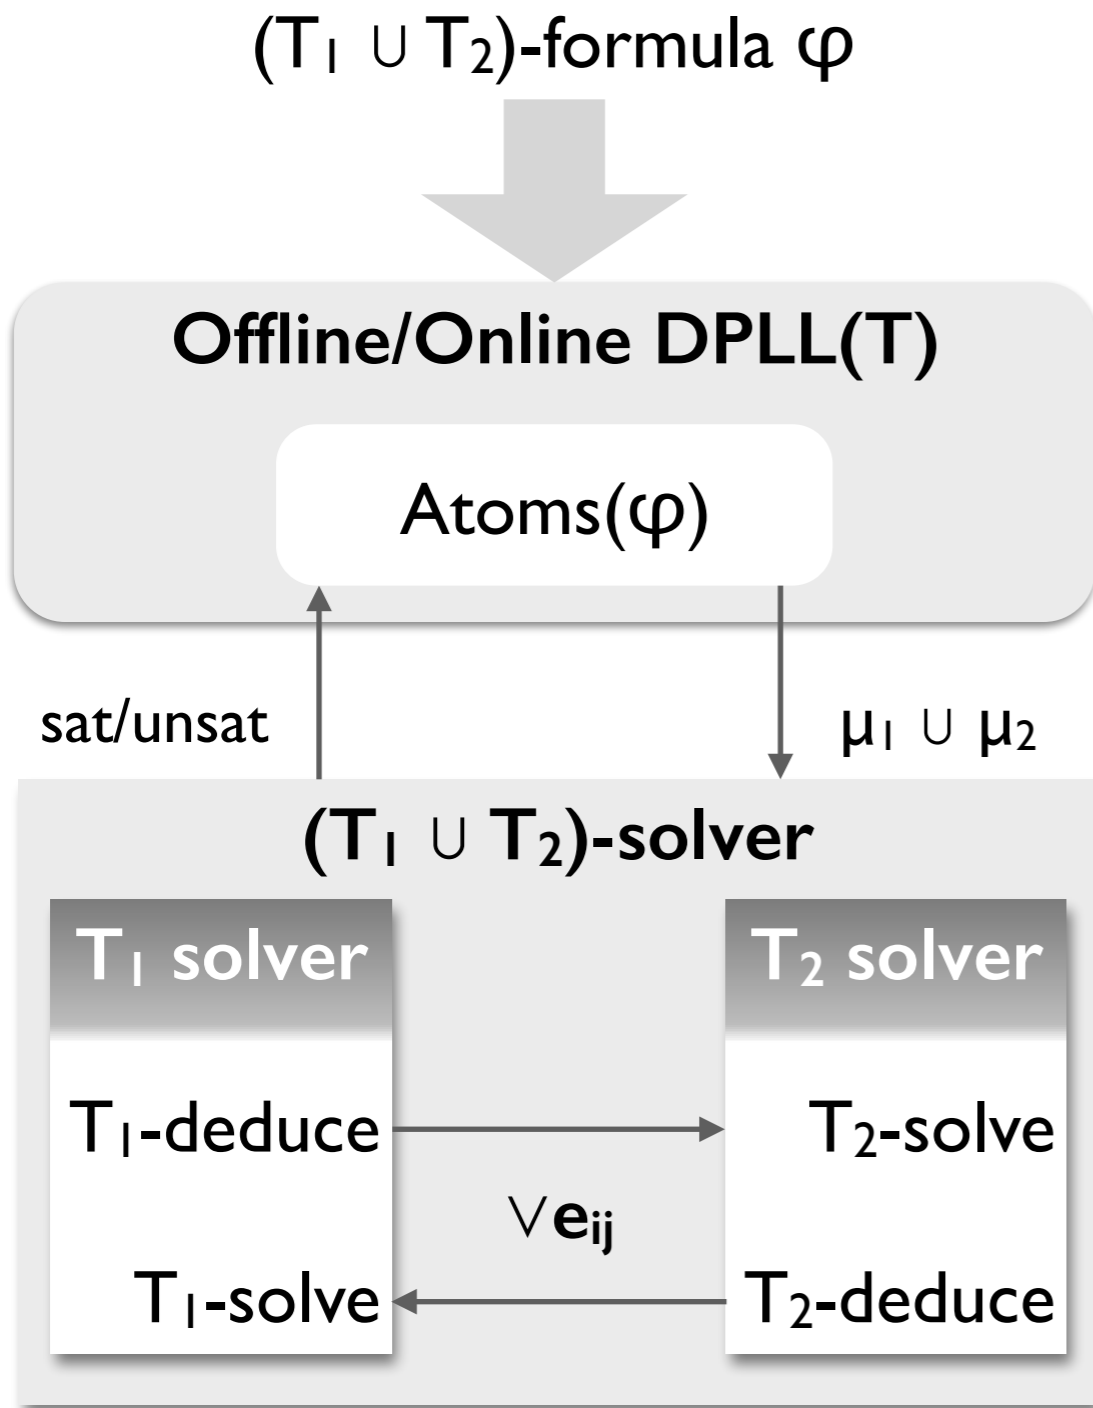 (T₁ ∪ T₂)-formula φ
Offline/Online DPLL(T)
Atoms(φ)
sat/unsat
μ₁ ∪ μ₂
(T₁ ∪ T₂)-solver
T₁ solver
T₂ solver
T₁-deduce
T₂-solve
∨eᵢⱼ
T₁-solve
T₂-deduce